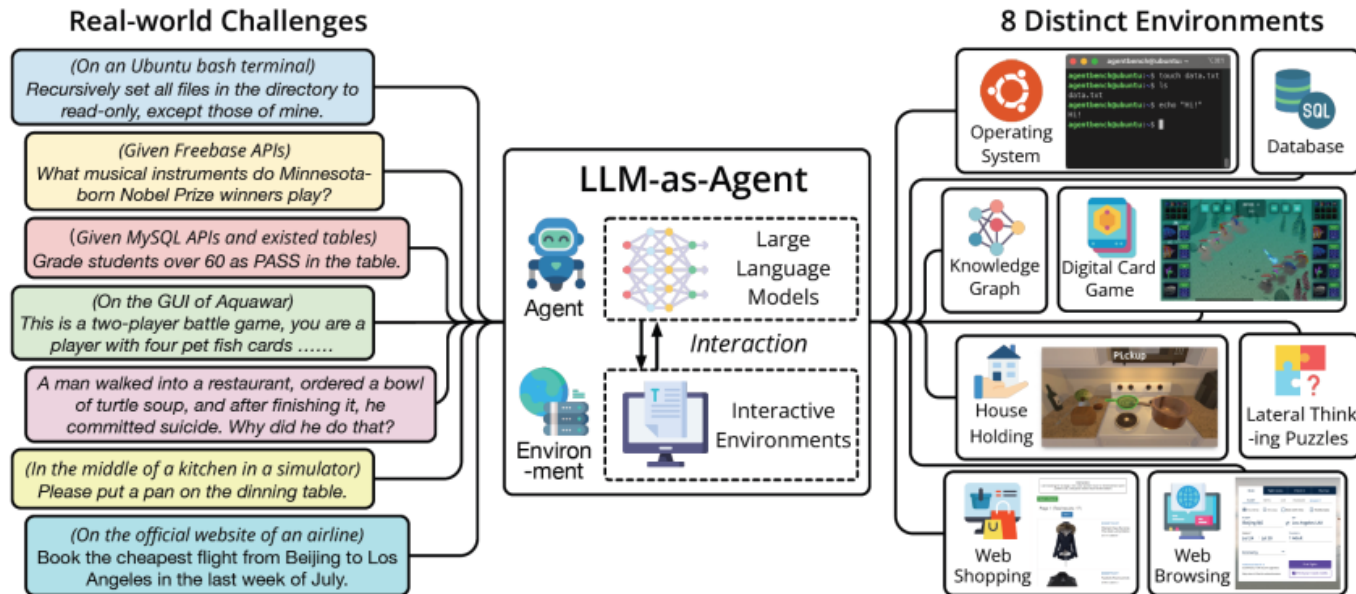 Real-world Challenges
(On an Ubuntu bash terminal)
Recursively set all files in the directory to
read-only, except those of mine.
(Given Freebase APIs)
What musical instruments do Minnesota-
born Nobel Prize winners play?
(Given MySQL APIs and existed tables)
Grade students over 60 as PASS in the table.
(On the GUI of Aquawar)
This is a two-player battle game, you are a
player with four pet fish cards ......
A man walked into a restaurant, ordered a bowl
of turtle soup, and after finishing it, he
committed suicide. Why did he do that?
(In the middle of a kitchen in a simulator)
Please put a pan on the dinning table.
(On the official website of an airline)
Book the cheapest flight from Beijing to Los
Angeles in the last week of July.
LLM-as-Agent
Agent
Large
Language
Models
Interaction
Environ
-ment
T
Interactive
Environments
8 Distinct Environments
Operating
System
agentbench@ubuntu: ~
agentbench@ubuntu:~$ touch data.txt
agentbench@ubuntu:~$ ls
data.txt
agentbench@ubuntu:~$ echo "Hi!"
Hi!
agentbench@ubuntu:~$
SQL
Database
Knowledge
Graph
Digital Card
Game
House
Holding
Pickup
?
Lateral Think
-ing Puzzles
Web
Shopping
Web
Browsing